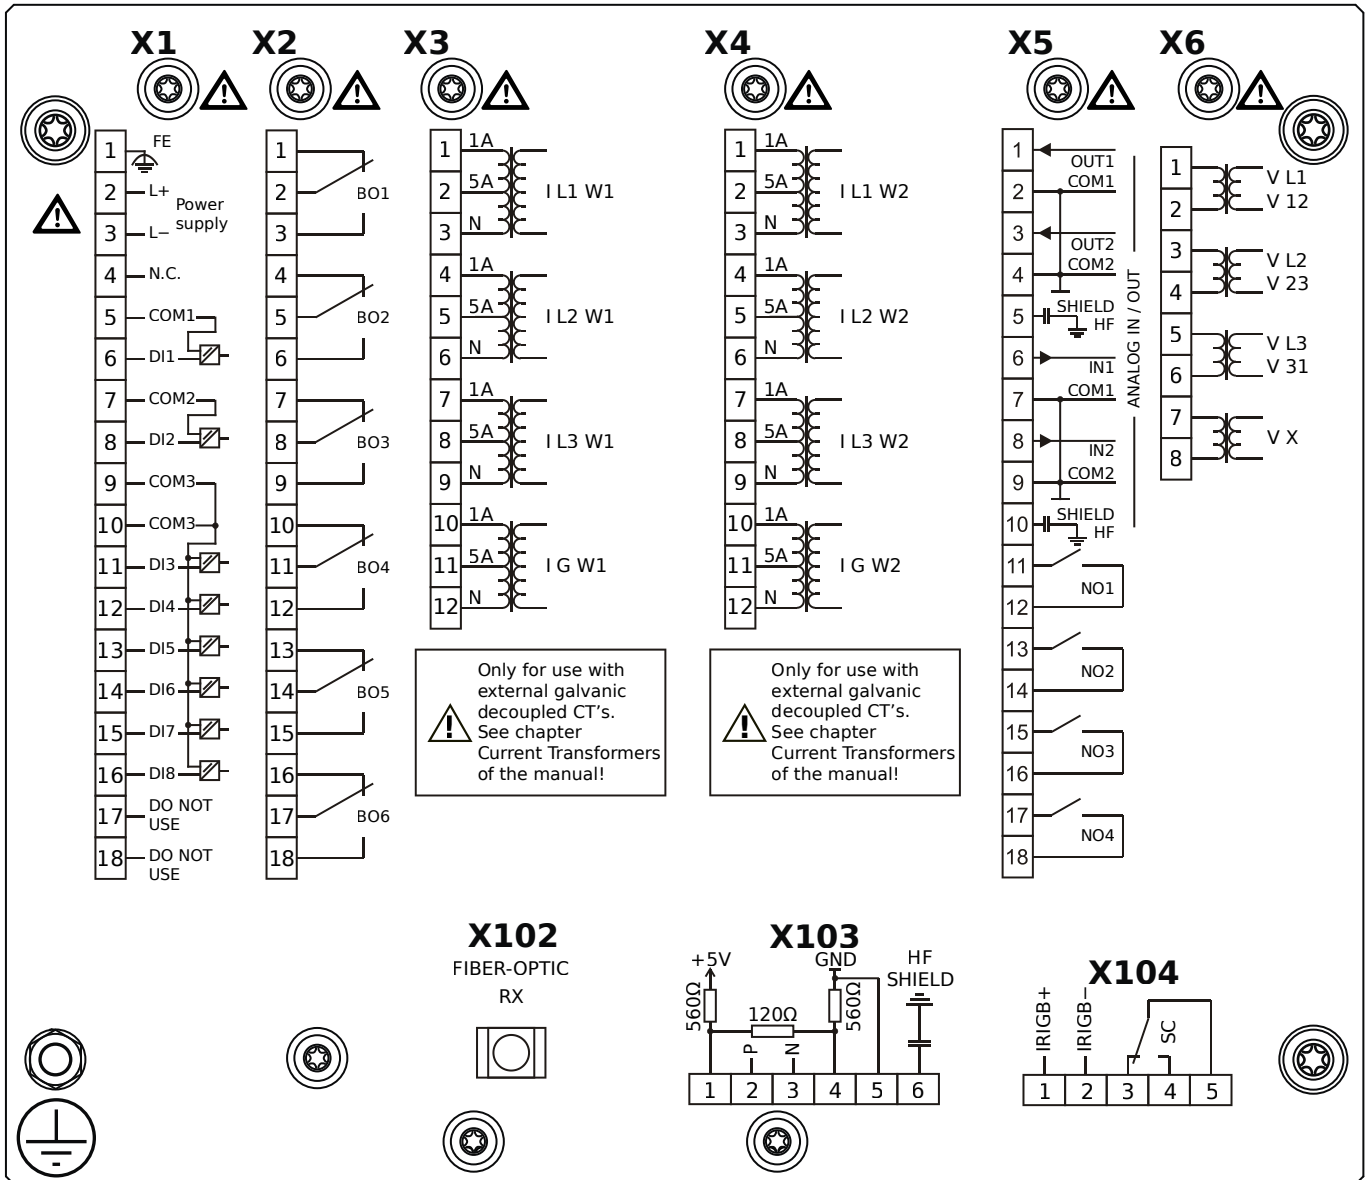 X1
X2
X3
X4
X5
X6
1 FE
2 L+
Power
supply
3 L−
4 N.C.
5 COM1
6 DI1
7 COM2
8 DI2
9 COM3
10 COM3
11 DI3
12 DI4
13 DI5
14 DI6
15 DI7
16 DI8
17 DO NOT
USE
18 DO NOT
USE
1
2 BO1
3
4
5 BO2
6
7
8 BO3
9
10
11 BO4
12
13
14 BO5
15
16
17 BO6
18
1 1A
2 5A I L1 W1
3 N
4 1A
5 5A I L2 W1
6 N
7 1A
8 5A I L3 W1
9 N
10 1A
11 5A I G W1
12 N
Only for use with
external galvanic
decoupled CT's.
See chapter
Current Transformers
of the manual!
1 1A
2 5A I L1 W2
3 N
4 1A
5 5A I L2 W2
6 N
7 1A
8 5A I L3 W2
9 N
10 1A
11 5A I G W2
12 N
Only for use with
external galvanic
decoupled CT's.
See chapter
Current Transformers
of the manual!
1
OUT1
2 COM1
3
OUT2
4 COM2
5 SHIELD
HF
6
IN1
7 COM1
8
IN2
9 COM2
10 SHIELD
HF
ANALOG IN / OUT
11
NO1
12
13
NO2
14
15
NO3
16
17
NO4
18
1
V L1
2 V 12
3
V L2
4 V 23
5
V L3
6 V 31
7
V X
8
X102
FIBER-OPTIC
RX
X103
+5V GND HF
SHIELD
560Ω 120Ω 560Ω
P N
1 2 3 4 5 6
X104
IRIGB+ IRIGB− SC
1 2 3 4 5